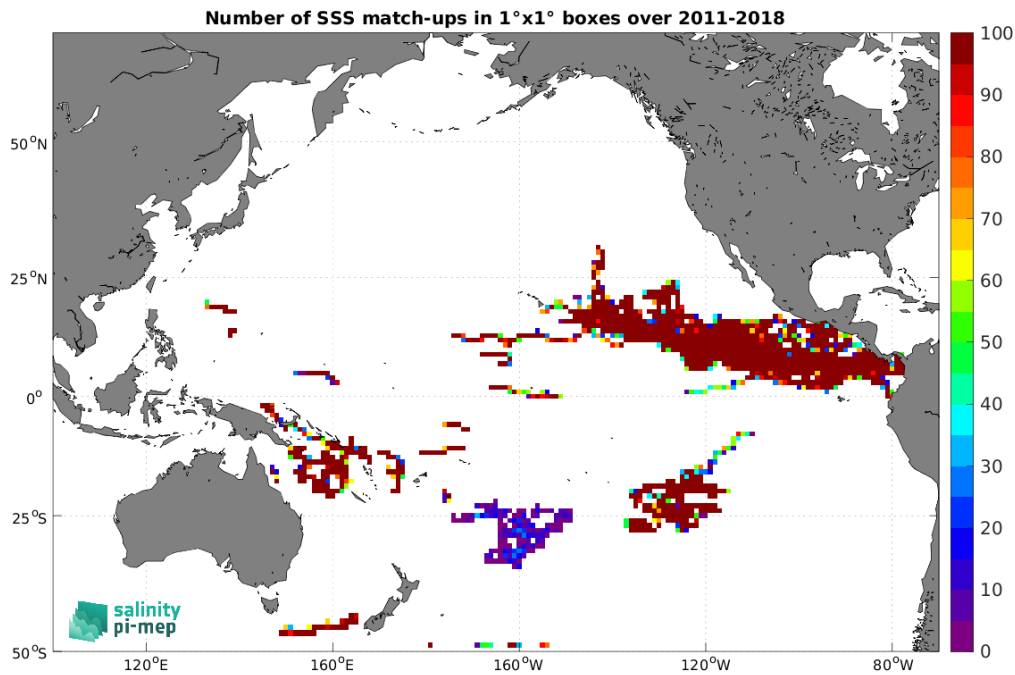 Number of SSS match-ups in 1°x1° boxes over 2011-2018
100
90
80
70
60
50
40
30
20
10
0
50°N
25°N
0°
25°S
50°S
120°E
160°E
160°W
120°W
80°W
salinity
pi-mep